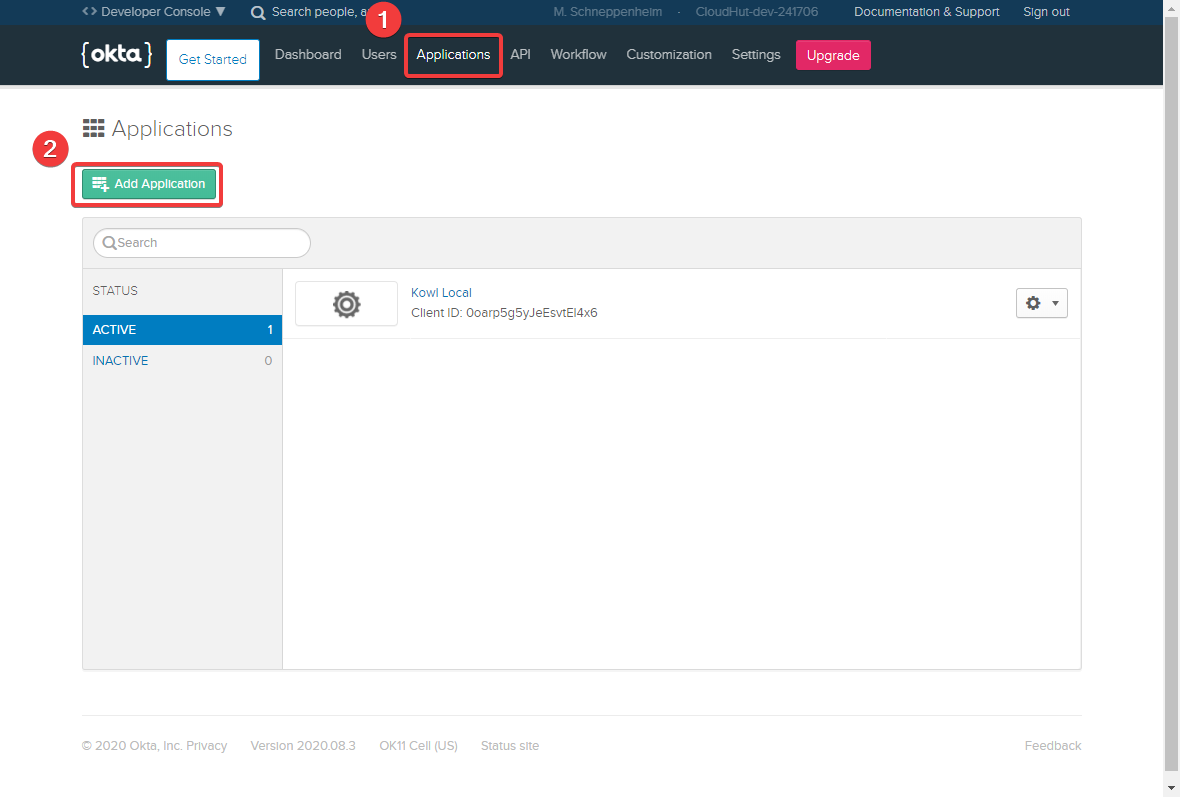 <> Developer Console ▼ Search people, a M. Schneppenheim · CloudHut-dev-241706 Documentation & Support Sign out
1
{okta} Get Started Dashboard Users Applications API Workflow Customization Settings Upgrade
Applications
2
Add Application
Search
STATUS
ACTIVE 1
INACTIVE 0
Kowl Local
Client ID: 0oarp5g5yJeEsvtEl4x6
© 2020 Okta, Inc. Privacy Version 2020.08.3 OK11 Cell (US) Status site Feedback